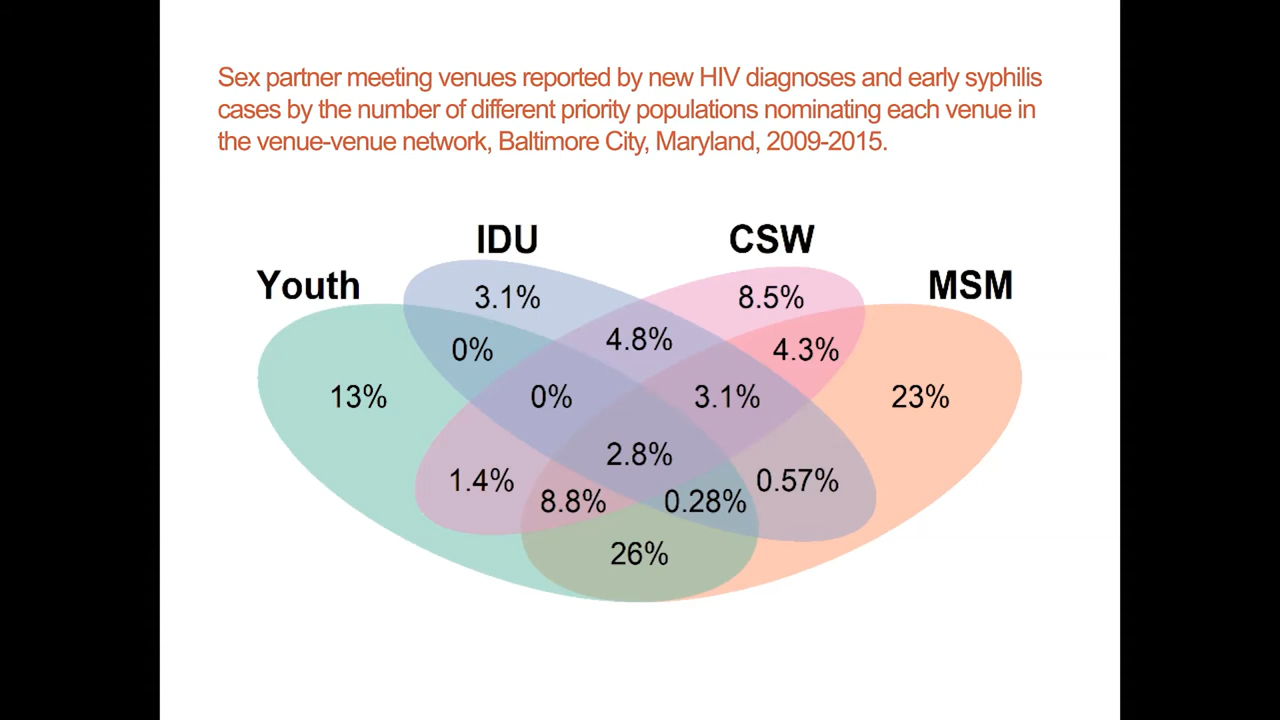 Sex partner meeting venues reported by new HIV diagnoses and early syphilis
cases by the number of different priority populations nominating each venue in
the venue-venue network, Baltimore City, Maryland, 2009-2015.
IDU
CSW
Youth
MSM
3.1%
8.5%
4.8%
0%
4.3%
13%
0%
3.1%
23%
2.8%
1.4%
0.57%
8.8%
0.28%
26%